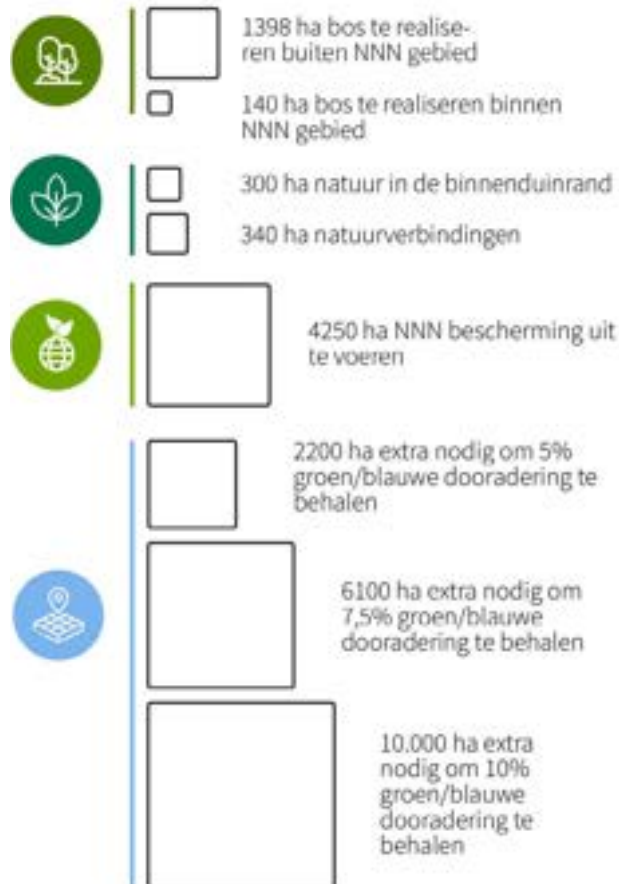 1398 ha bos te realise-
ren buiten NNN gebied
140 ha bos te realiseren binnen
NNN gebied
300 ha natuur in de binnenduinrand
340 ha natuurverbindingen
4250 ha NNN bescherming uit
te voeren
2200 ha extra nodig om 5%
groen/blauwe dooradering te
behalen
6100 ha extra nodig om
7,5% groen/blauwe
dooradering te behalen
10.000 ha extra
nodig om 10%
groen/blauwe
dooradering te
behalen